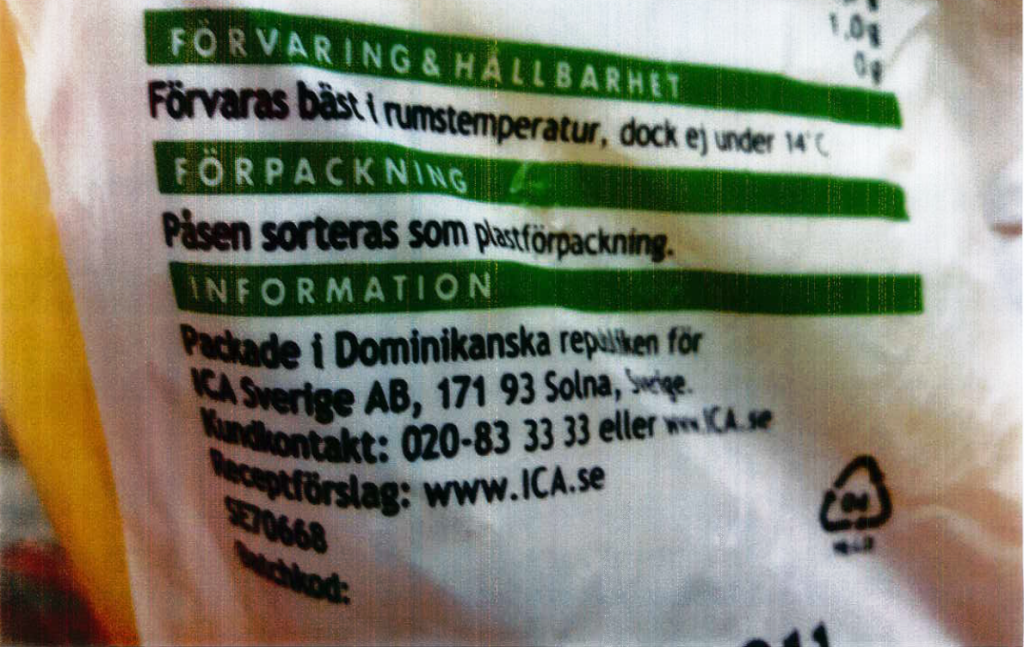 1,0g
0g
FÖRVARING & HÅLLBARHET
Förvaras bäst i rumstemperatur, dock ej under 14°C
FÖRPACKNING
Påsen sorteras som plastförpackning.
INFORMATION
Packade i Dominikanska republiken för
ICA Sverige AB, 171 93 Solna, Sverige.
Kundkontakt: 020-83 33 33 eller www.ICA.se
Receptförslag: www.ICA.se
SE70668
Batchkod:
04